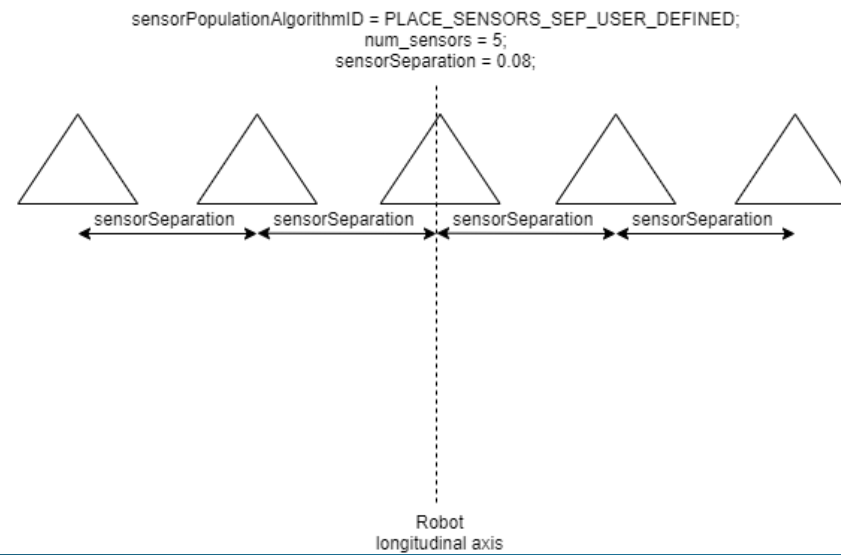 sensorPopulationAlgorithmID = PLACE_SENSORS_SEP_USER_DEFINED;
num_sensors = 5;
sensorSeparation = 0.08;
sensorSeparation sensorSeparation sensorSeparation sensorSeparation
Robot
longitudinal axis